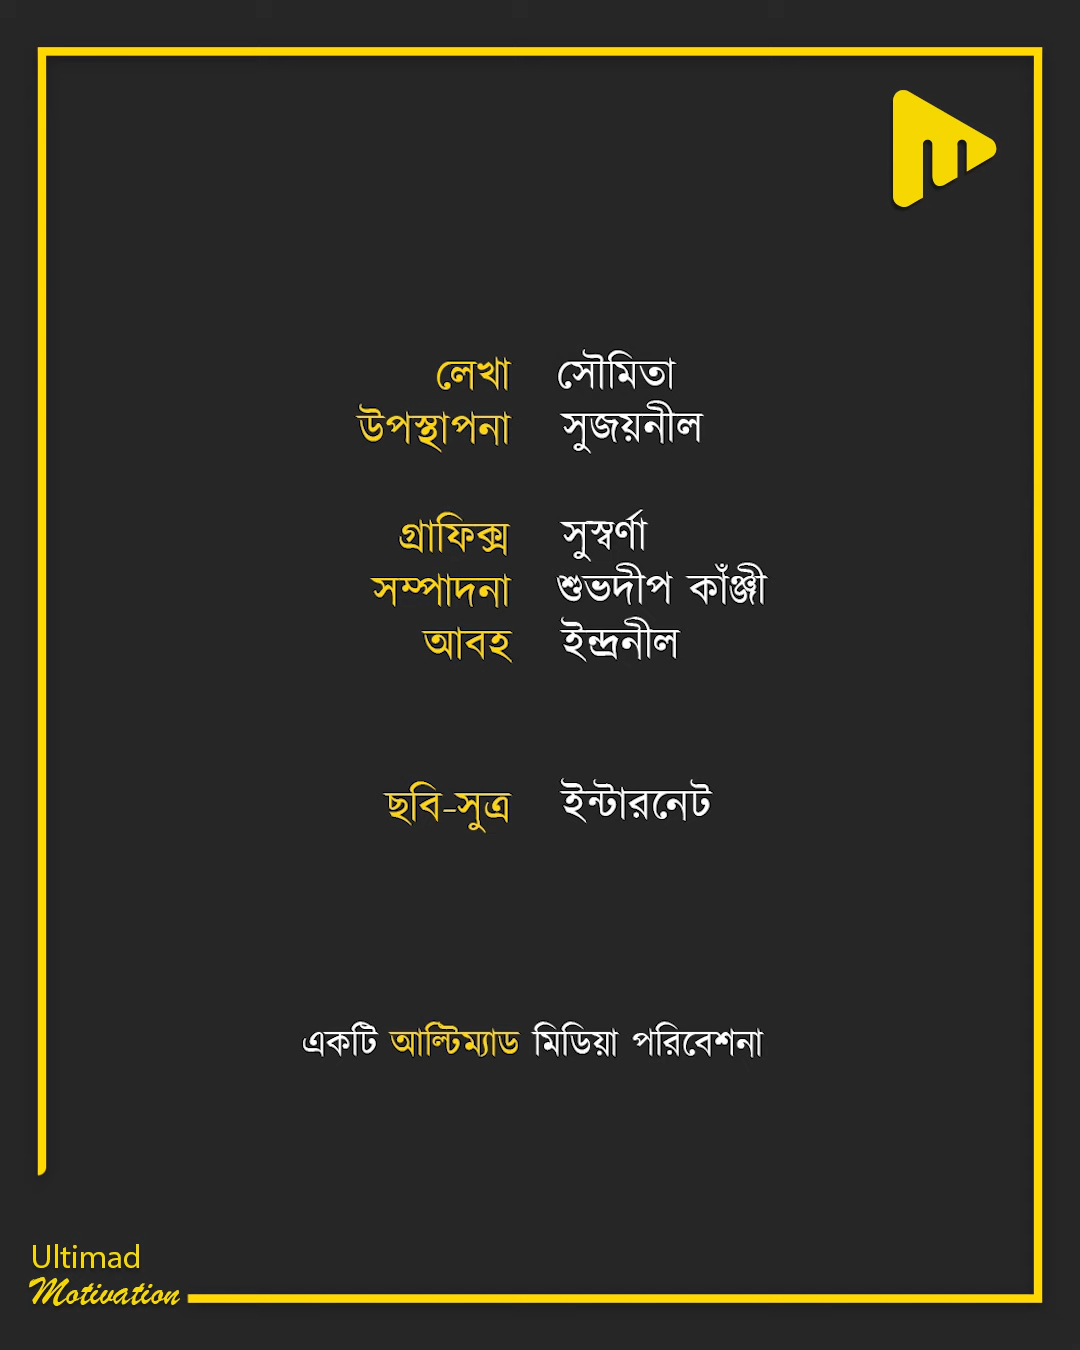 লেখা সৌমিতা
উপস্থাপনা সুজয়নীল
গ্রাফিক্স সুস্বর্ণা
সম্পাদনা শুভদীপ কাঁঞ্জী
আবহ ইন্দ্রনীল
ছবি-সুত্র ইন্টারনেট
একটি আল্টিম্যাড মিডিয়া পরিবেশনা
Ultimad
Motivation